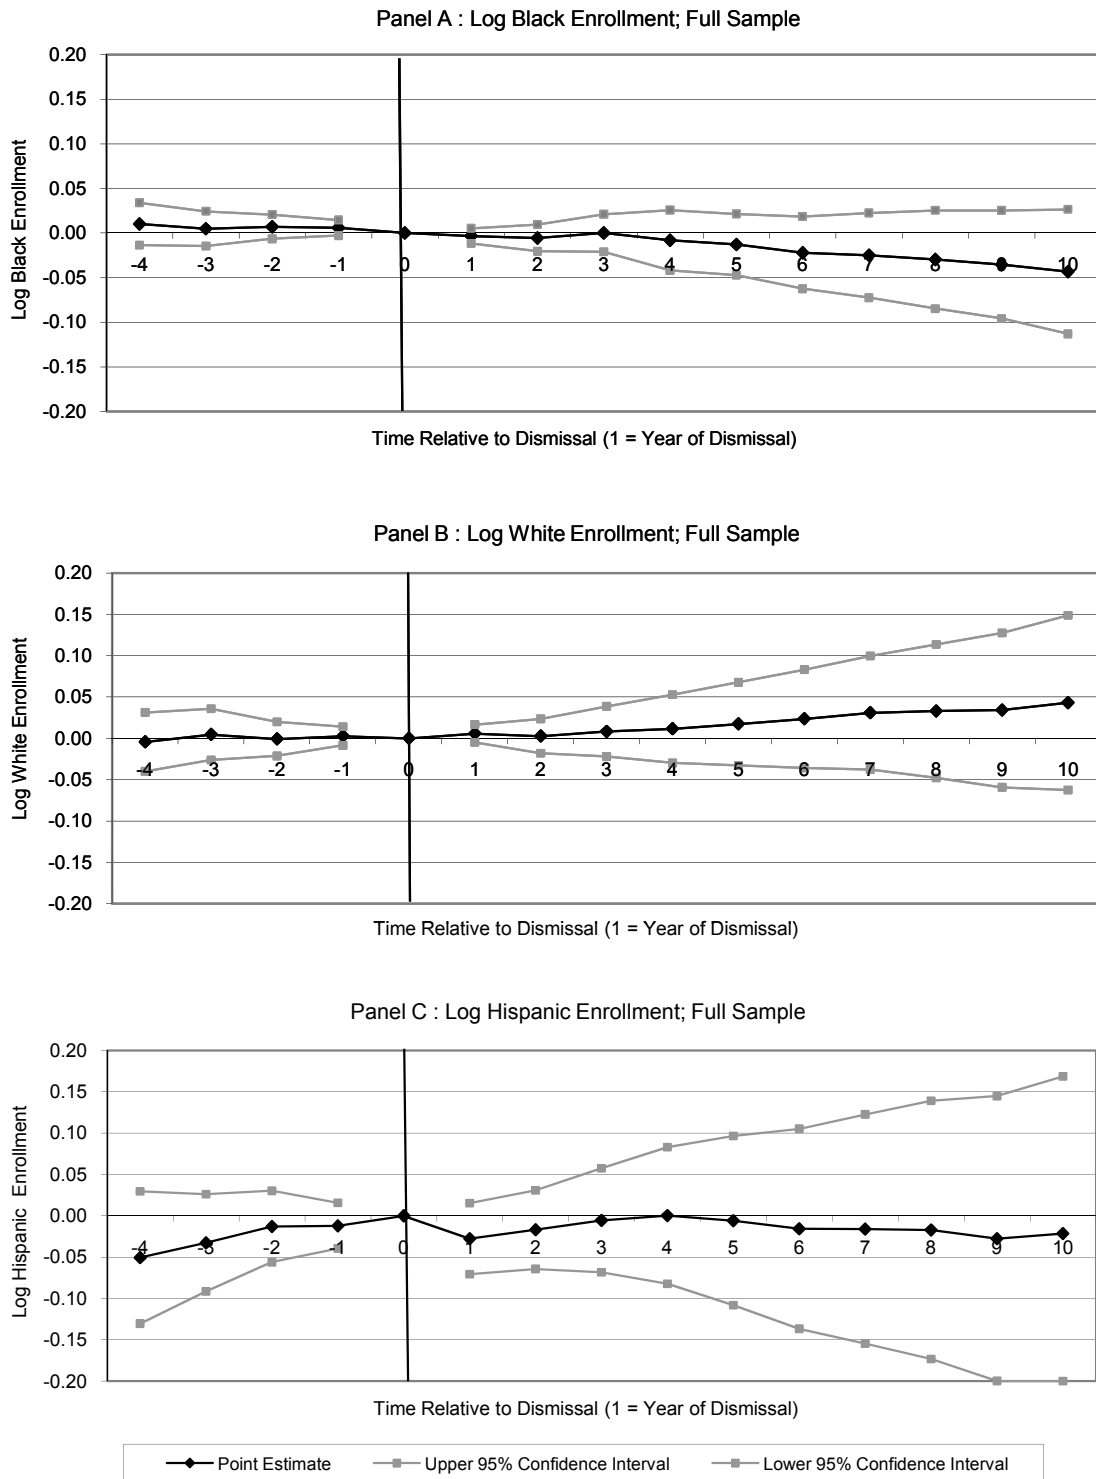 Panel A : Log Black Enrollment; Full Sample
0.20
0.15
0.10
0.05
0.00
-0.05
-0.10
-0.15
-0.20
Log Black Enrollment
-4 -3 -2 -1 0 1 2 3 4 5 6 7 8 9 10
Time Relative to Dismissal (1 = Year of Dismissal)
Panel B : Log White Enrollment; Full Sample
0.20
0.15
0.10
0.05
0.00
-0.05
-0.10
-0.15
-0.20
Log White Enrollment
-4 -3 -2 -1 0 1 2 3 4 5 6 7 8 9 10
Time Relative to Dismissal (1 = Year of Dismissal)
Panel C : Log Hispanic Enrollment; Full Sample
0.20
0.15
0.10
0.05
0.00
-0.05
-0.10
-0.15
-0.20
Log Hispanic Enrollment
-4 -3 -2 -1 0 1 2 3 4 5 6 7 8 9 10
Time Relative to Dismissal (1 = Year of Dismissal)
Point Estimate Upper 95% Confidence Interval Lower 95% Confidence Interval